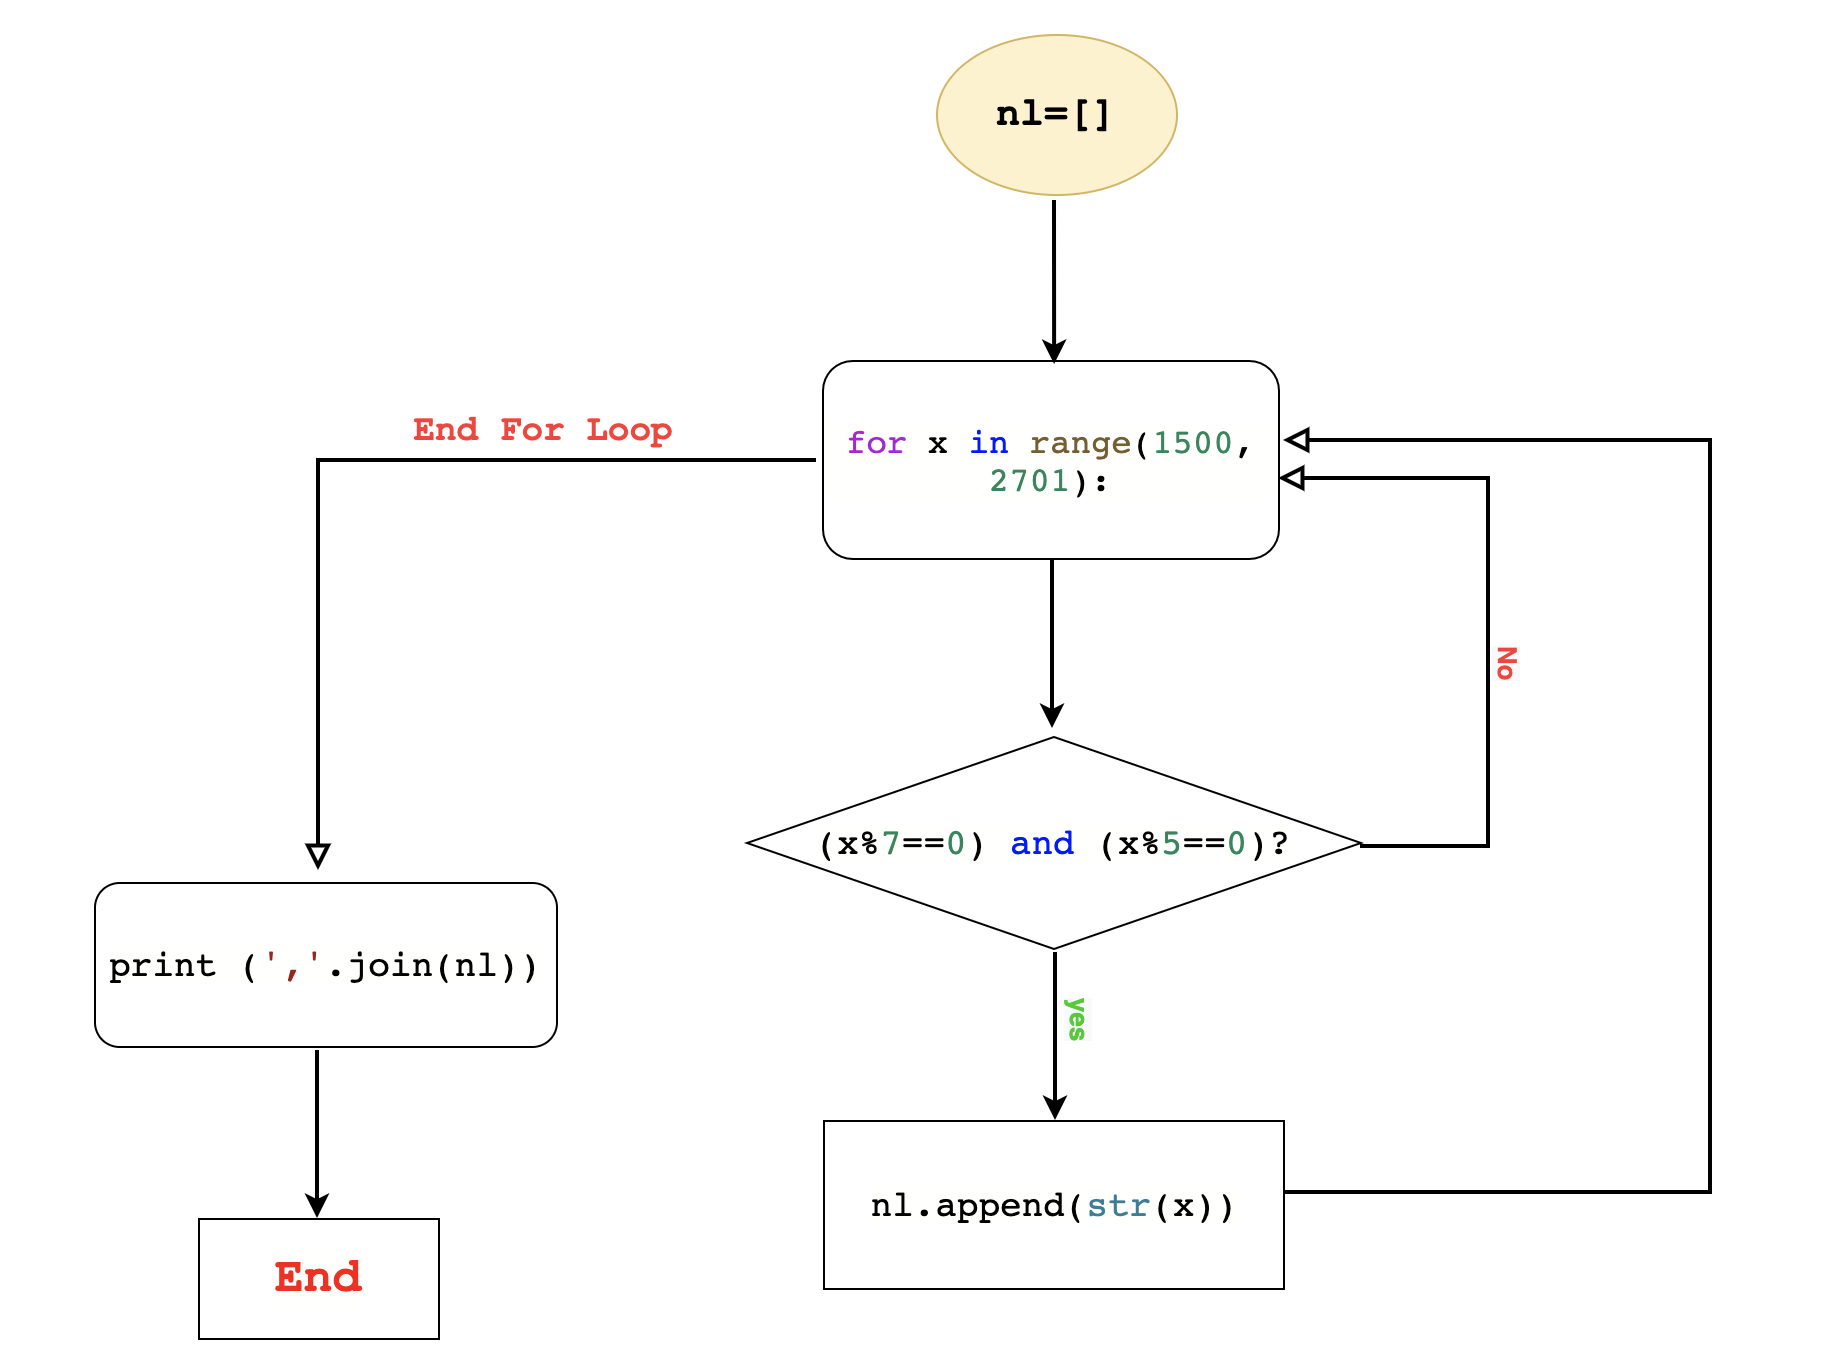 nl=[]
End For Loop
for x in range(1500,
2701):
No
(x%7==0) and (x%5==0)?
print (','.join(nl))
yes
nl.append(str(x))
End